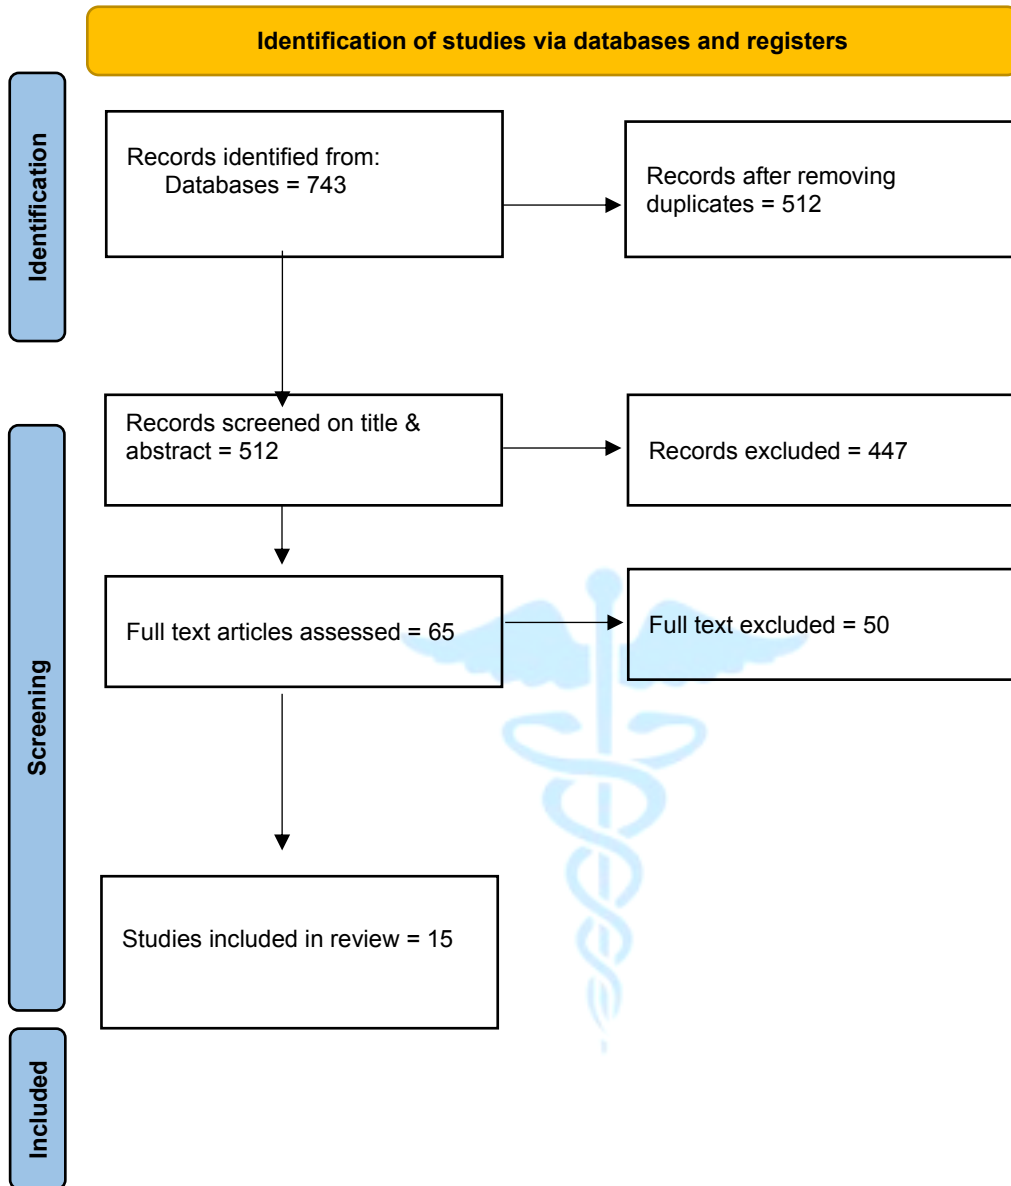 Identification of studies via databases and registers
Identification
Records identified from:
Databases = 743
Records after removing
duplicates = 512
Screening
Records screened on title &
abstract = 512
Records excluded = 447
Full text articles assessed = 65
Full text excluded = 50
Studies included in review = 15
Included